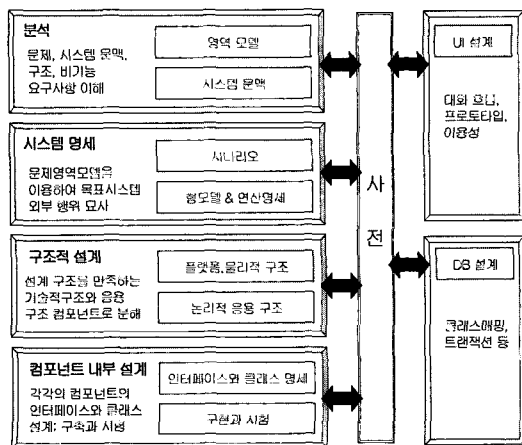 분석
문제, 시스템 문맥,
구조, 비기능
요구사항 이해
영역 모델
시스템 문맥
시스템 명세
문제영역모델을
이용하여 목표시스템
외부 행위 묘사
시나리오
형모델 & 연산명세
구조적 설계
설계 구조를 만족하는
기술적구조와 응용
구조 컴포넌트로 분해
플랫폼,물리적 구조
논리적 응용 구조
컴포넌트 내부 설계
각각의 컴포넌트의
인터페이스와 클래스
설계: 구축과 시험
인터페이스와 클래스 명세
구현과 시험
사
전
UI 설계
대화 흐름,
프로토타입,
이용성
DB 설계
클래스매핑,
트랜잭션 등